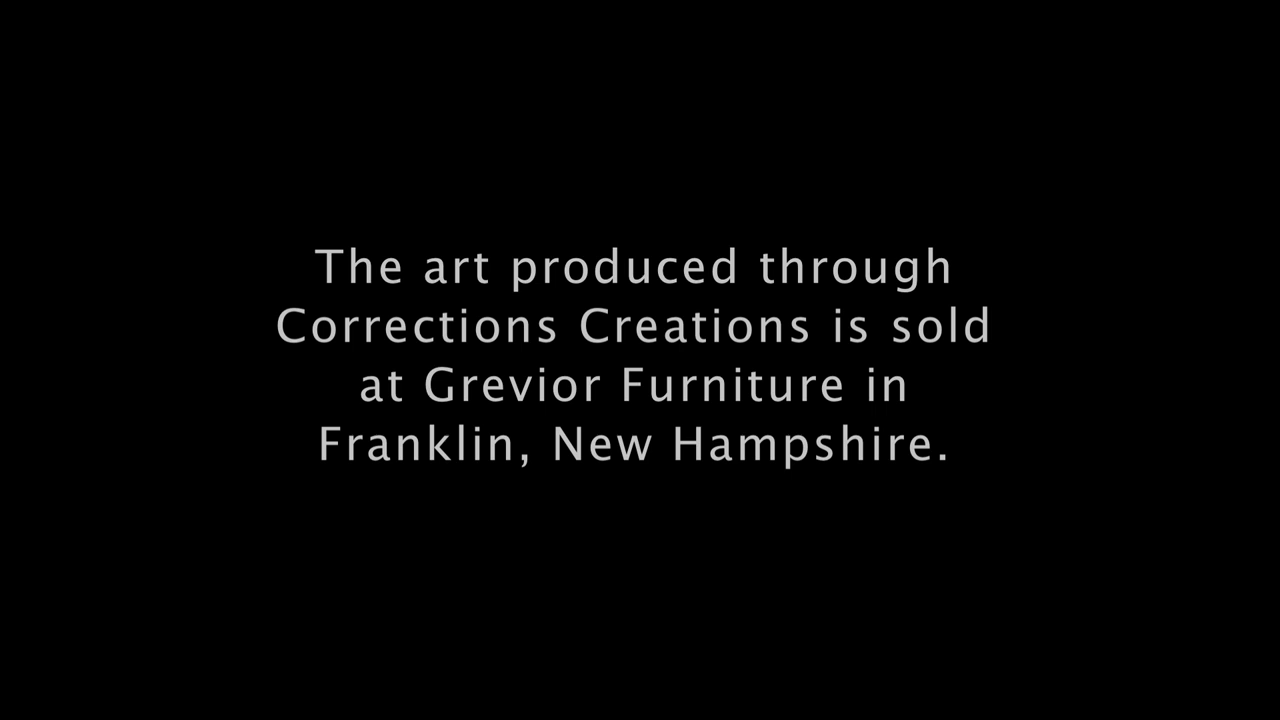 The art produced through
Corrections Creations is sold
at Grevior Furniture in
Franklin, New Hampshire.